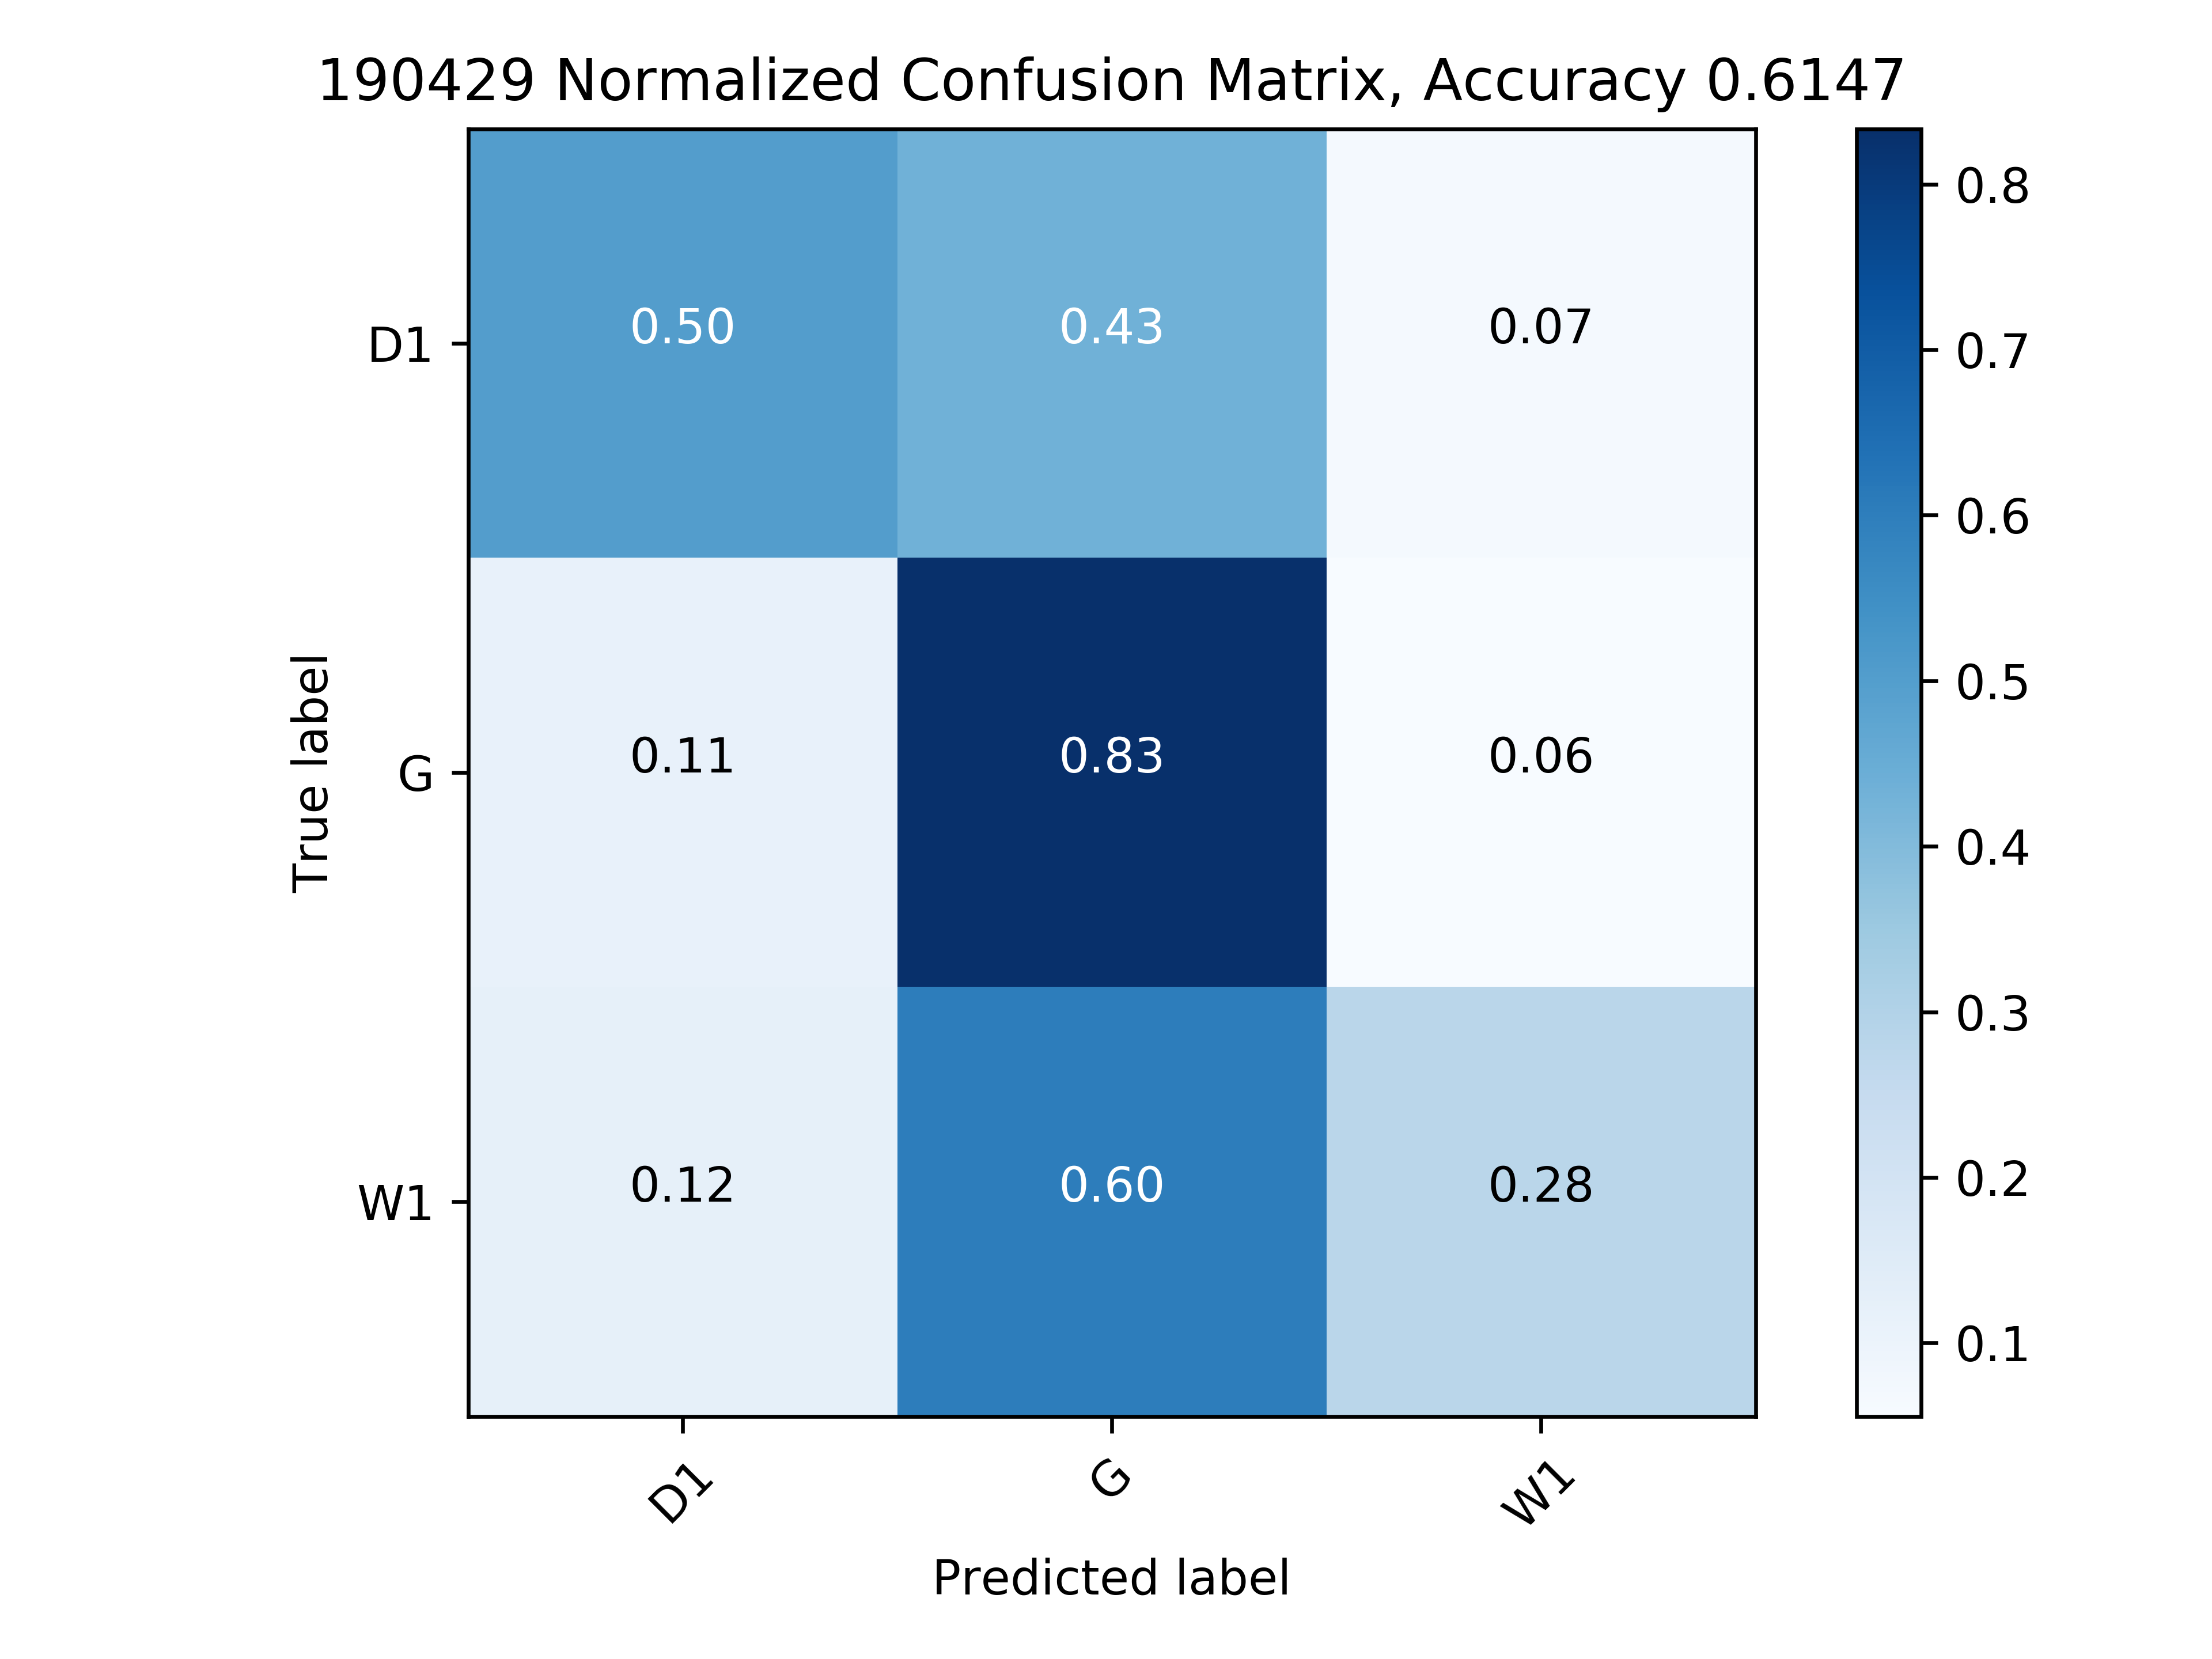 190429 Normalized Confusion Matrix, Accuracy 0.6147
D1 0.50 0.43 0.07
G 0.11 0.83 0.06
W1 0.12 0.60 0.28
True label
D1 G W1
Predicted label
0.8
0.7
0.6
0.5
0.4
0.3
0.2
0.1